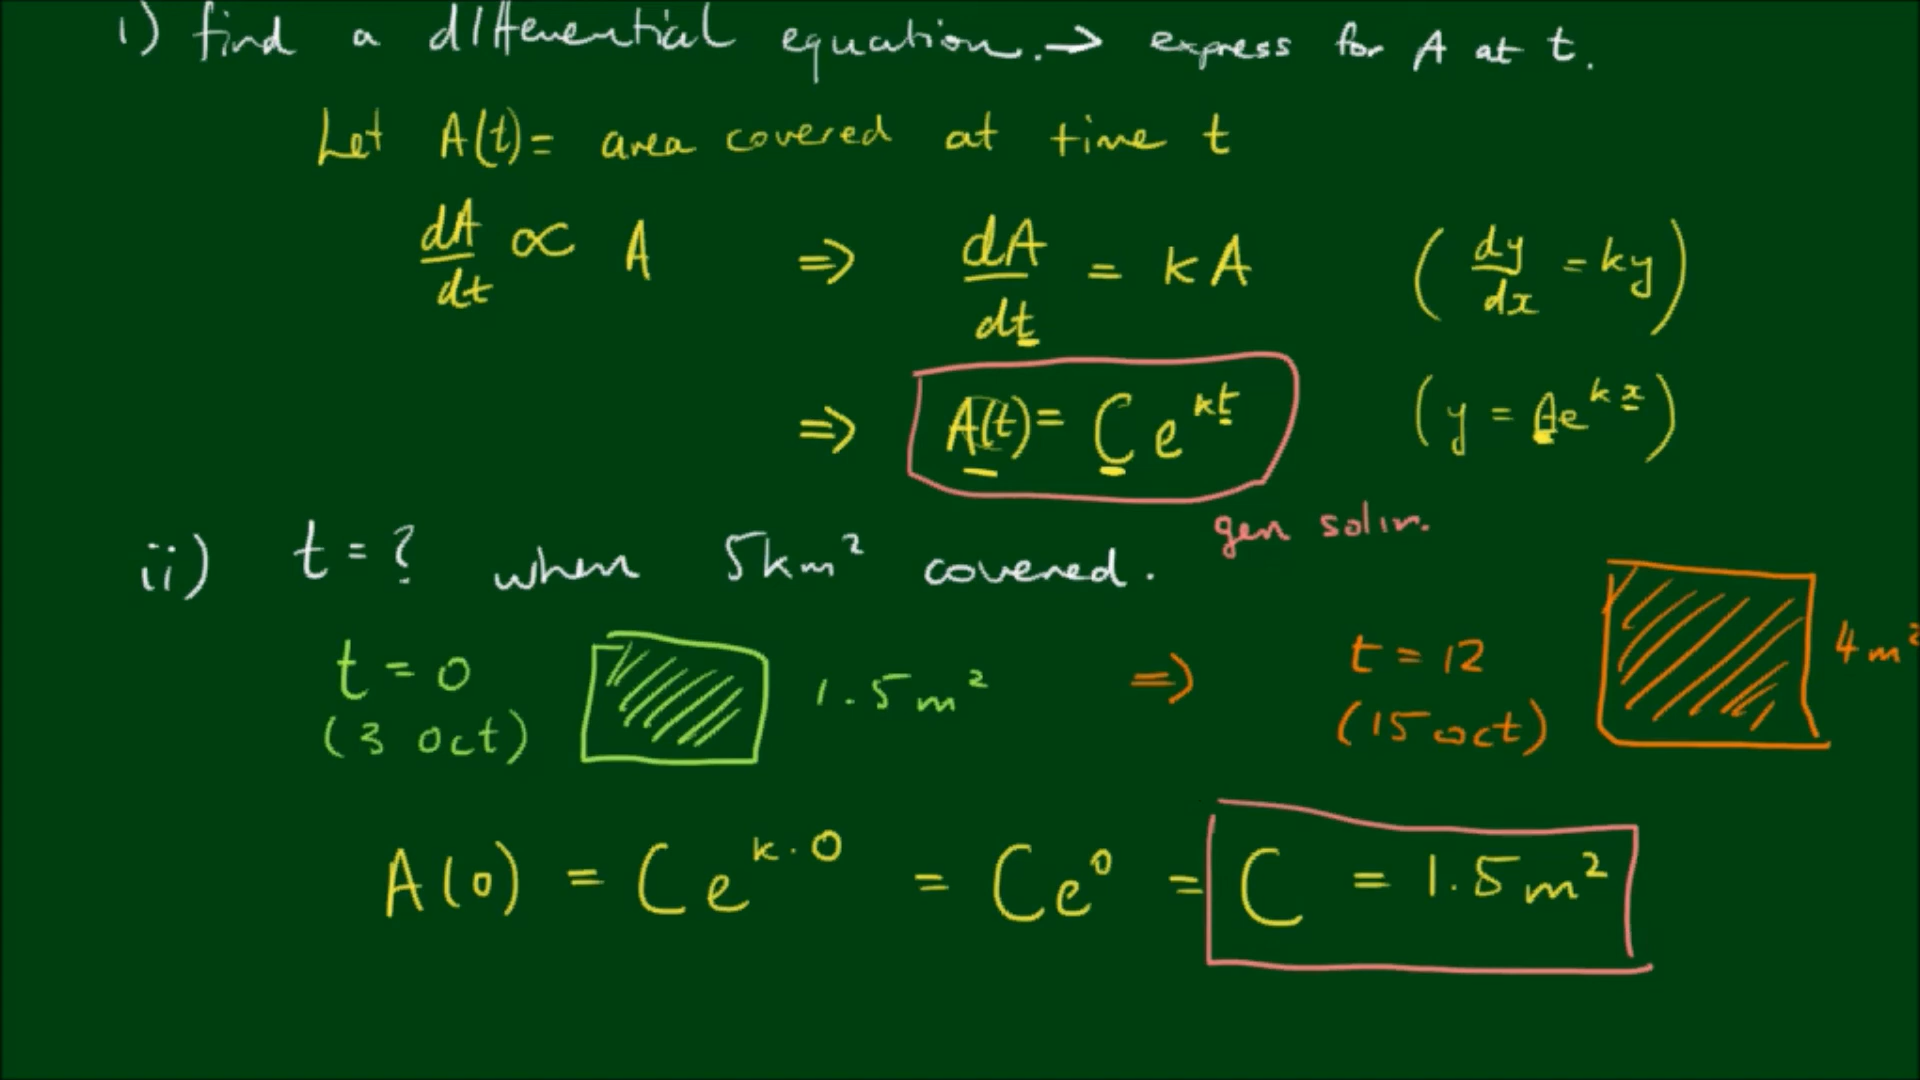 i) find a differential equation. → express for A at t.
Let A(t) = area covered at time t
dA/dt ∝ A ⇒ dA/dt = kA (dy/dx = ky)
⇒ A(t) = Ce^{kt} (y = Ae^{kx})
gen soln.
ii) t = ? when 5km² covered.
t = 0 1.5m² ⇒ t = 12 4m²
(3 oct) (15 oct)
A(0) = Ce^{k·0} = Ce⁰ = C = 1.5m²